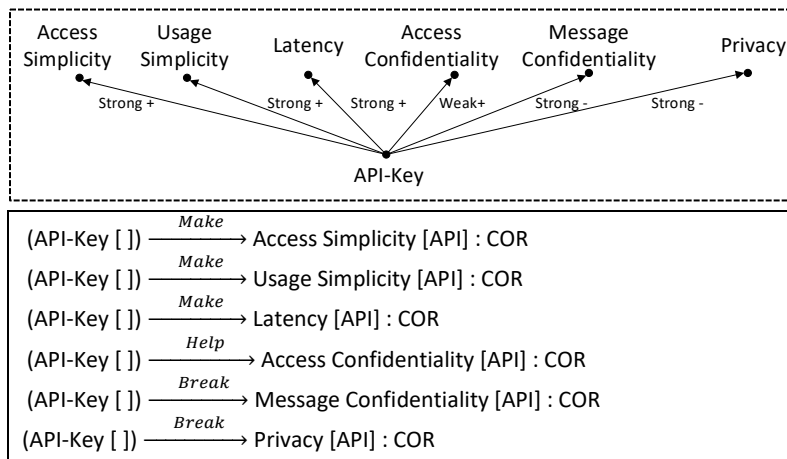 Access Simplicity
Usage Simplicity
Latency
Access Confidentiality
Message Confidentiality
Privacy
Strong +
Strong +
Strong +
Weak+
Strong -
Strong -
API-Key
(API-Key [ ]) Make Access Simplicity [API] : COR
(API-Key [ ]) Make Usage Simplicity [API] : COR
(API-Key [ ]) Make Latency [API] : COR
(API-Key [ ]) Help Access Confidentiality [API] : COR
(API-Key [ ]) Break Message Confidentiality [API] : COR
(API-Key [ ]) Break Privacy [API] : COR